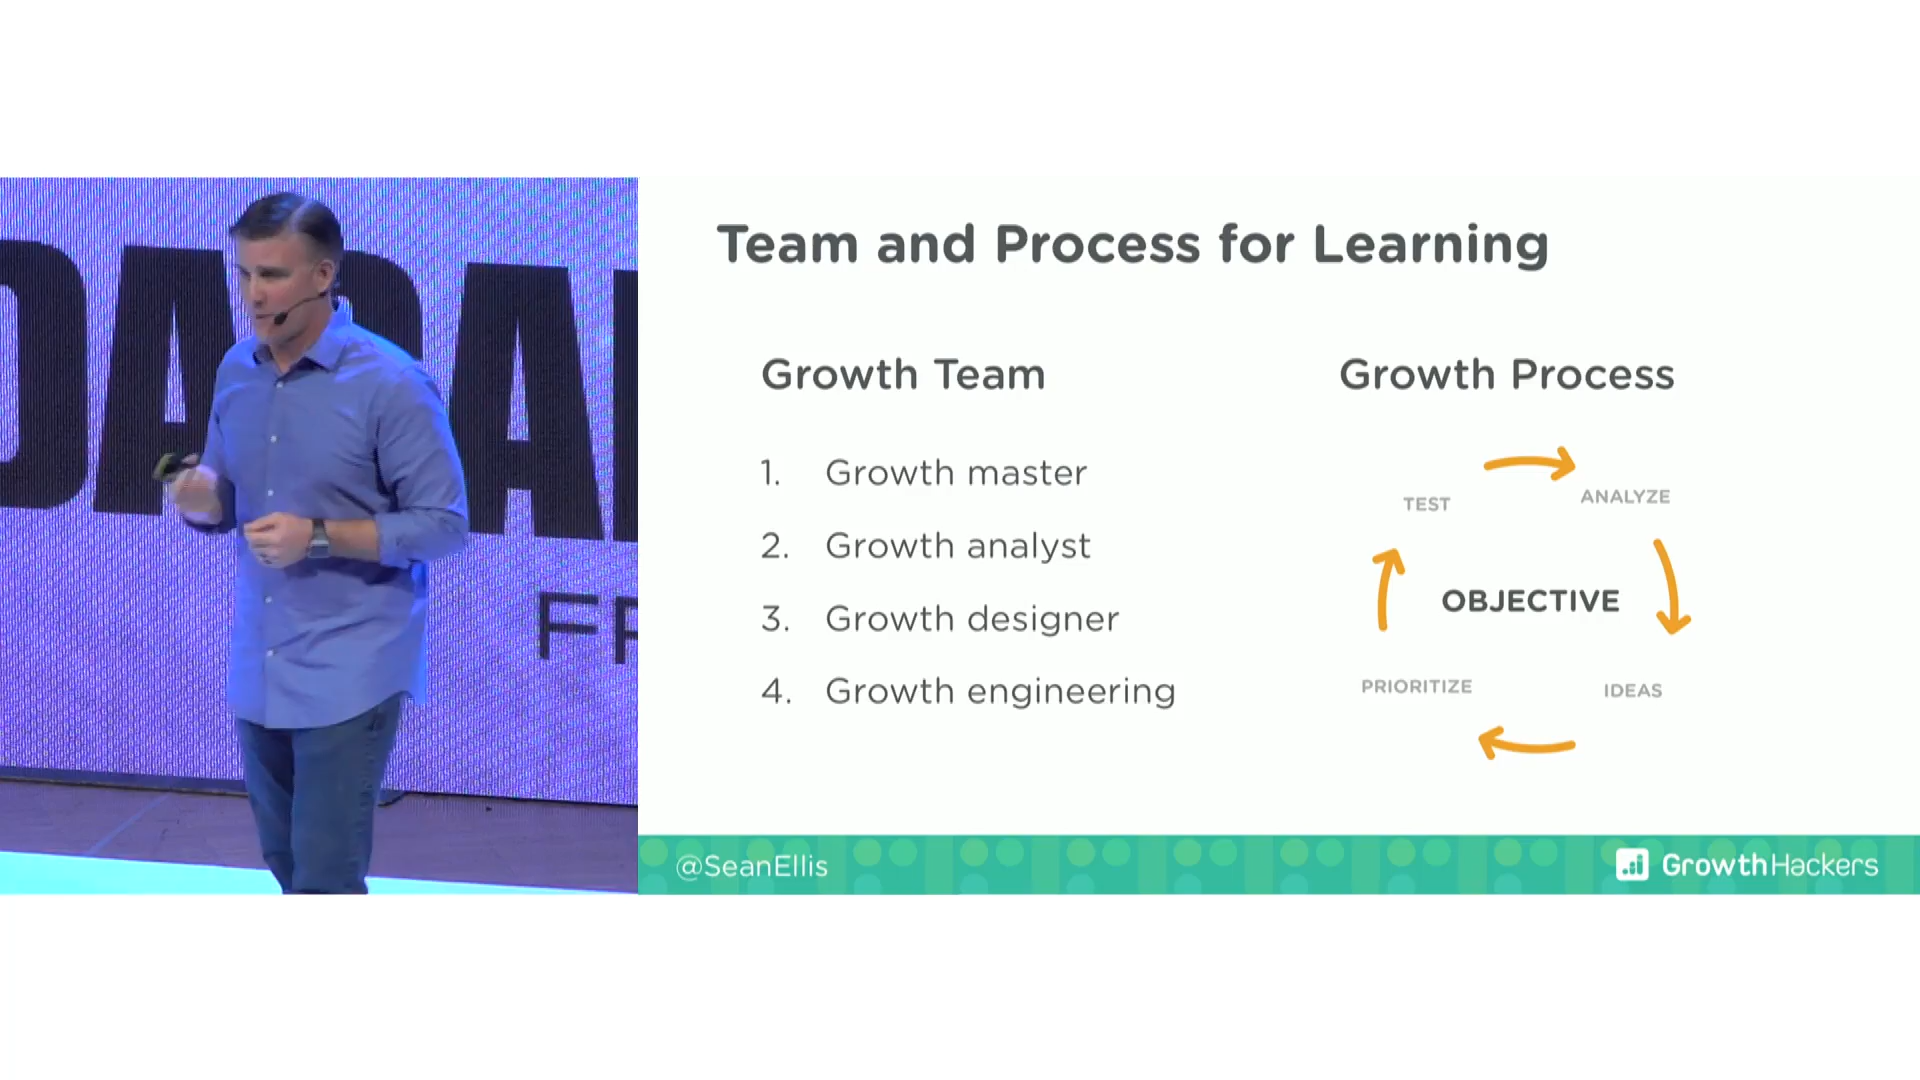 Team and Process for Learning
Growth Team
1. Growth master
2. Growth analyst
3. Growth designer
4. Growth engineering
Growth Process
TEST
ANALYZE
OBJECTIVE
PRIORITIZE
IDEAS
@SeanEllis
GrowthHackers